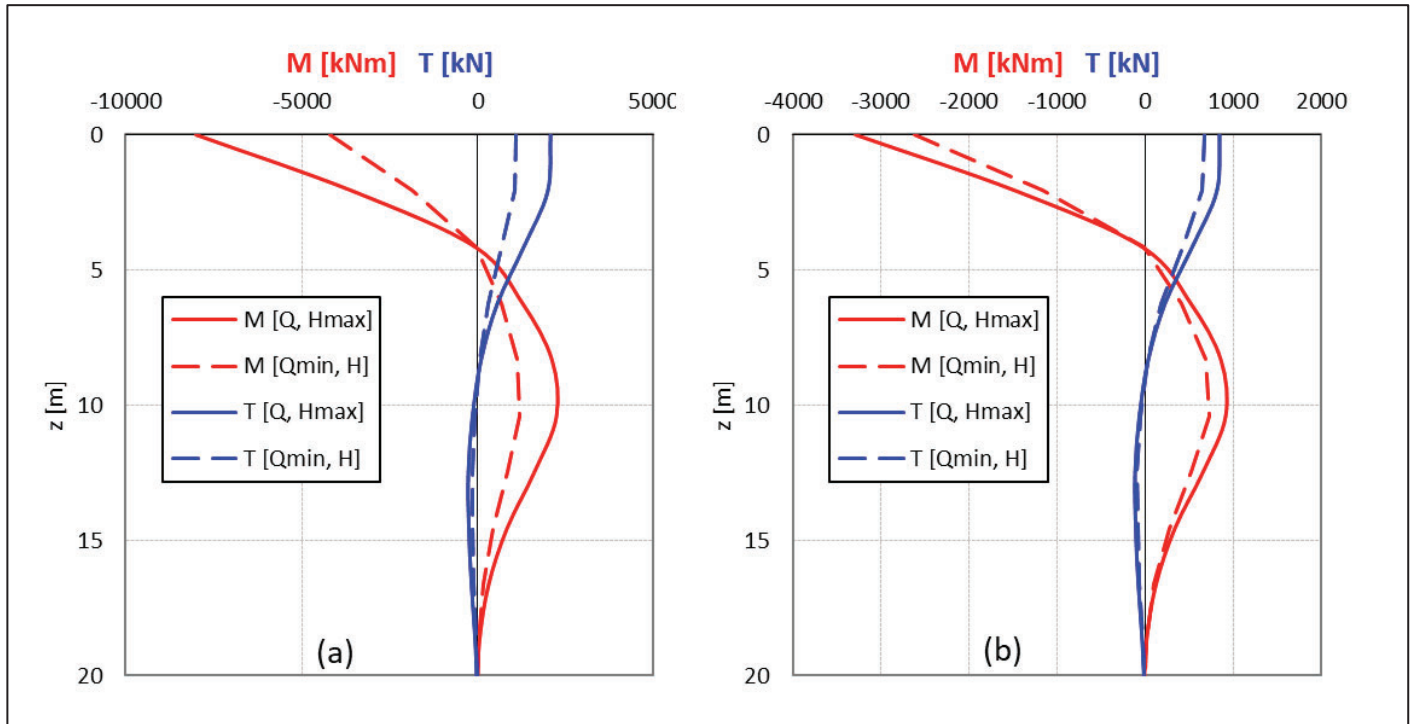 M [kNm] T [kN]
-10000 -5000 0 5000
0
5
10
15
20
z [m]
M [Q, Hmax]
M [Qmin, H]
T [Q, Hmax]
T [Qmin, H]
(a)
M [kNm] T [kN]
-4000 -3000 -2000 -1000 0 1000 2000
0
5
10
15
20
z [m]
M [Q, Hmax]
M [Qmin, H]
T [Q, Hmax]
T [Qmin, H]
(b)